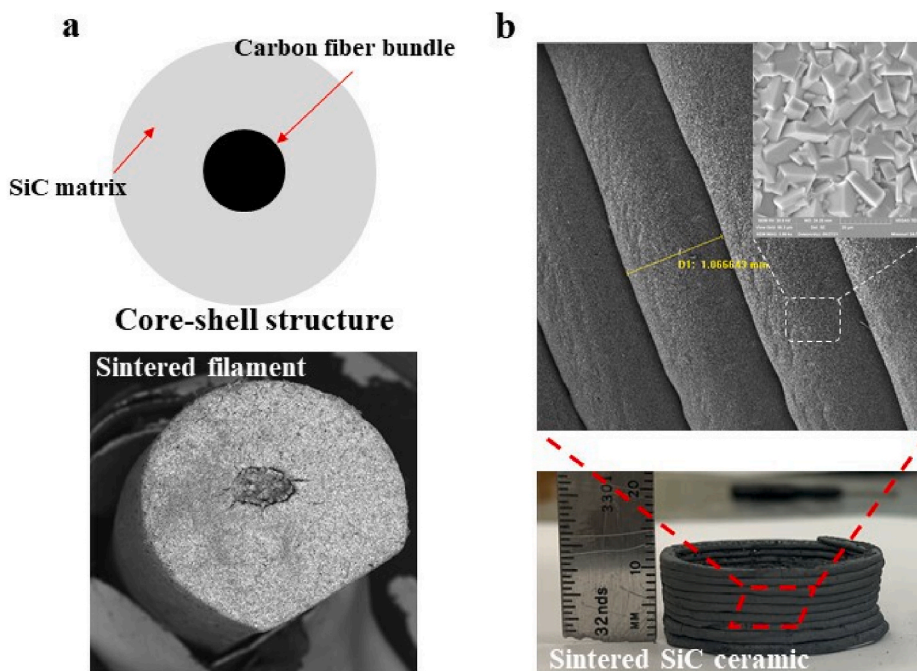 a
Carbon fiber bundle
SiC matrix
Core-shell structure
Sintered filament
b
D1: 1.066643 mm
20
330
10
32nds
MM
Sintered SiC ceramic